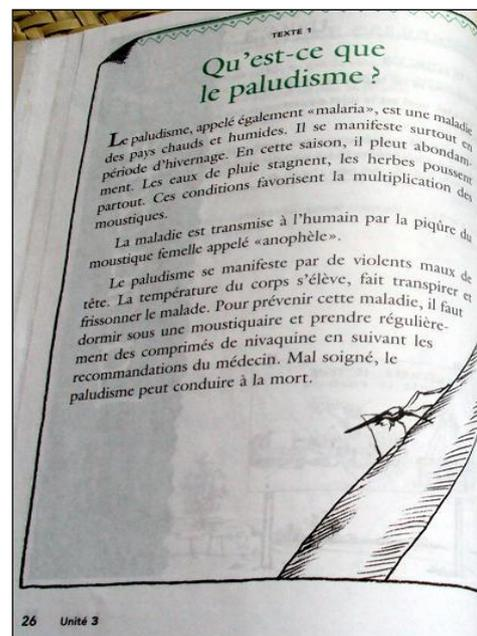 TEXTE 1
Qu'est-ce que
le paludisme ?
Le paludisme, appelé également «malaria», est une maladie
des pays chauds et humides. Il se manifeste surtout en
période d'hivernage. En cette saison, il pleut abondam-
ment. Les eaux de pluie stagnent, les herbes poussent
partout. Ces conditions favorisent la multiplication des
moustiques.
La maladie est transmise à l'humain par la piqûre du
moustique femelle appelé «anophèle».
Le paludisme se manifeste par de violents maux de
tête. La température du corps s'élève, fait transpirer et
frissonner le malade. Pour prévenir cette maladie, il faut
dormir sous une moustiquaire et prendre régulière-
ment des comprimés de nivaquine en suivant les
recommandations du médecin. Mal soigné, le
paludisme peut conduire à la mort.
26 Unité 3